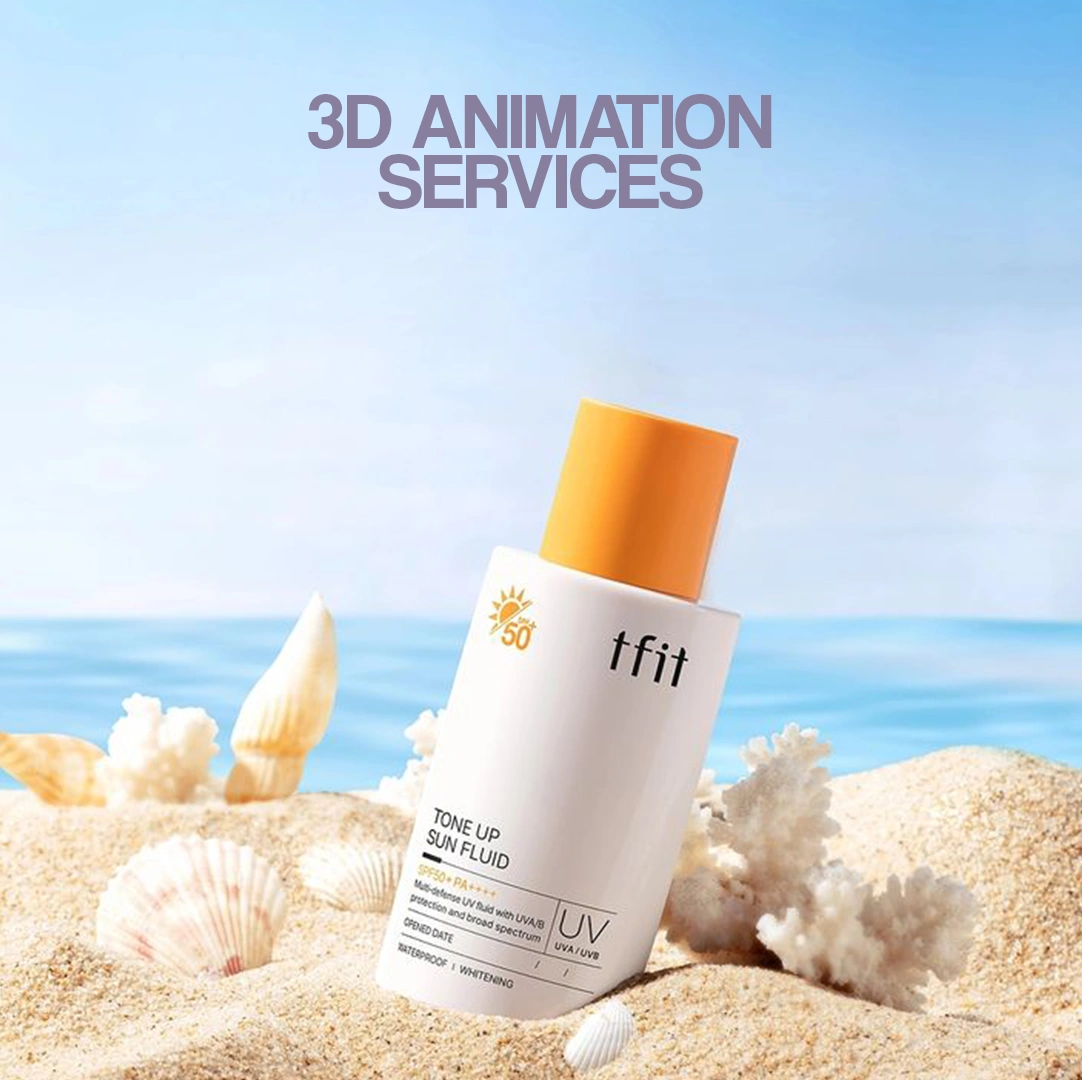 3D ANIMATION
SERVICES
SPF
50+
tfit
TONE UP
SUN FLUID
SPF50+ PA++++
Multi-defense UV fluid with UVA/B
protection and broad spectrum
UV
UVA / UVB
OPENED DATE / /
WATERPROOF I WHITENING